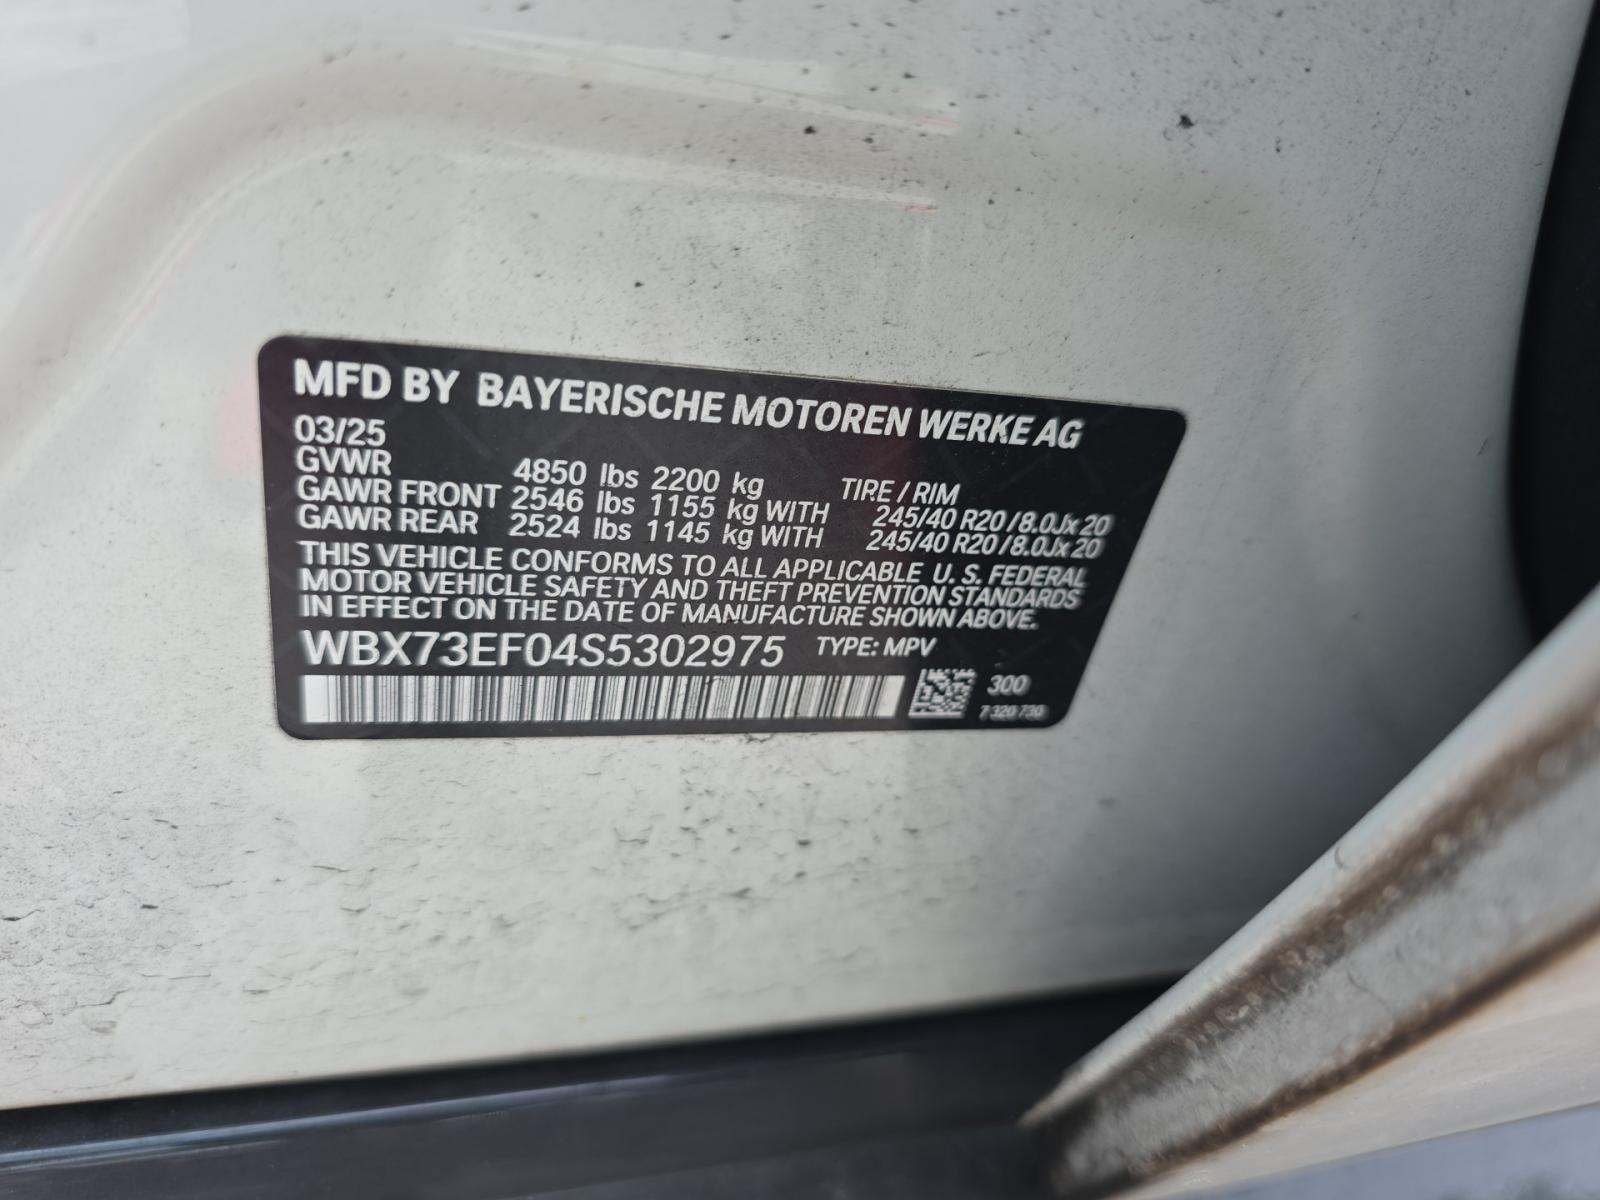 MFD BY BAYERISCHE MOTOREN WERKE AG
03/25
GVWR 4850 lbs 2200 kg TIRE / RIM
GAWR FRONT 2546 lbs 1155 kg WITH 245/40 R20 / 8.0Jx 20
GAWR REAR 2524 lbs 1145 kg WITH 245/40 R20 / 8.0Jx 20
THIS VEHICLE CONFORMS TO ALL APPLICABLE U. S. FEDERAL
MOTOR VEHICLE SAFETY AND THEFT PREVENTION STANDARDS
IN EFFECT ON THE DATE OF MANUFACTURE SHOWN ABOVE.
WBX73EF04S5302975 TYPE: MPV
300
7 320 730